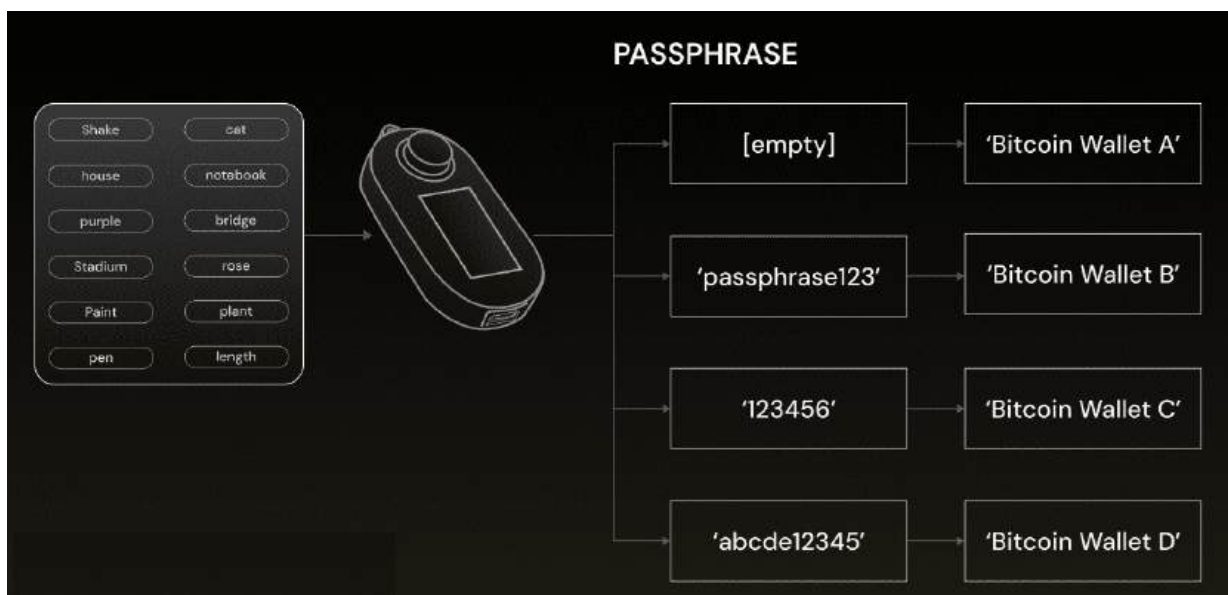 PASSPHRASE
Shake cat
house notebook
purple bridge
Stadium rose
Paint plant
pen length
[empty] ‘Bitcoin Wallet A’
‘passphrase123’ ‘Bitcoin Wallet B’
‘123456’ ‘Bitcoin Wallet C’
‘abcde12345’ ‘Bitcoin Wallet D’